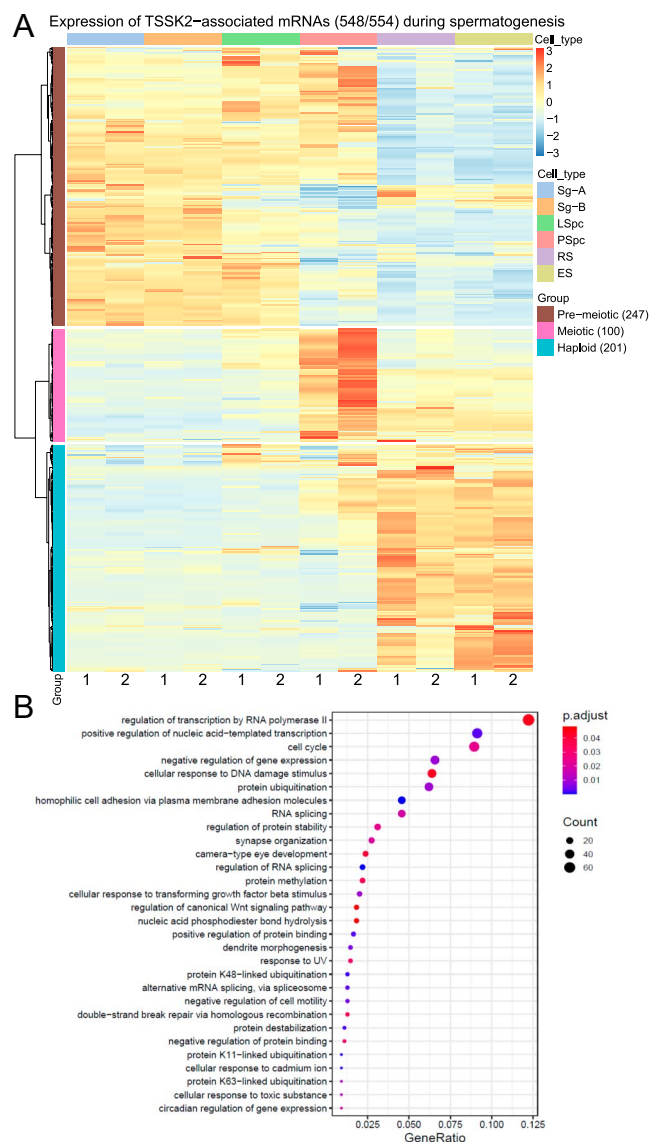 A
Expression of TSSK2−associated mRNAs (548/554) during spermatogenesis
Cell_type
3
2
1
0
−1
−2
−3
Cell_type
Sg−A
Sg−B
LSpc
PSpc
RS
ES
Group
Pre−meiotic (247)
Meiotic (100)
Haploid (201)
Group
1 2 1 2 1 2 1 2 1 2 1 2
B
regulation of transcription by RNA polymerase II
positive regulation of nucleic acid−templated transcription
cell cycle
negative regulation of gene expression
cellular response to DNA damage stimulus
protein ubiquitination
homophilic cell adhesion via plasma membrane adhesion molecules
RNA splicing
regulation of protein stability
synapse organization
camera−type eye development
regulation of RNA splicing
protein methylation
cellular response to transforming growth factor beta stimulus
regulation of canonical Wnt signaling pathway
nucleic acid phosphodiester bond hydrolysis
positive regulation of protein binding
dendrite morphogenesis
response to UV
protein K48−linked ubiquitination
alternative mRNA splicing, via spliceosome
negative regulation of cell motility
double−strand break repair via homologous recombination
protein destabilization
negative regulation of protein binding
protein K11−linked ubiquitination
cellular response to cadmium ion
protein K63−linked ubiquitination
cellular response to toxic substance
circadian regulation of gene expression
0.025 0.050 0.075 0.100 0.125
GeneRatio
p.adjust
0.04
0.03
0.02
0.01
Count
20
40
60